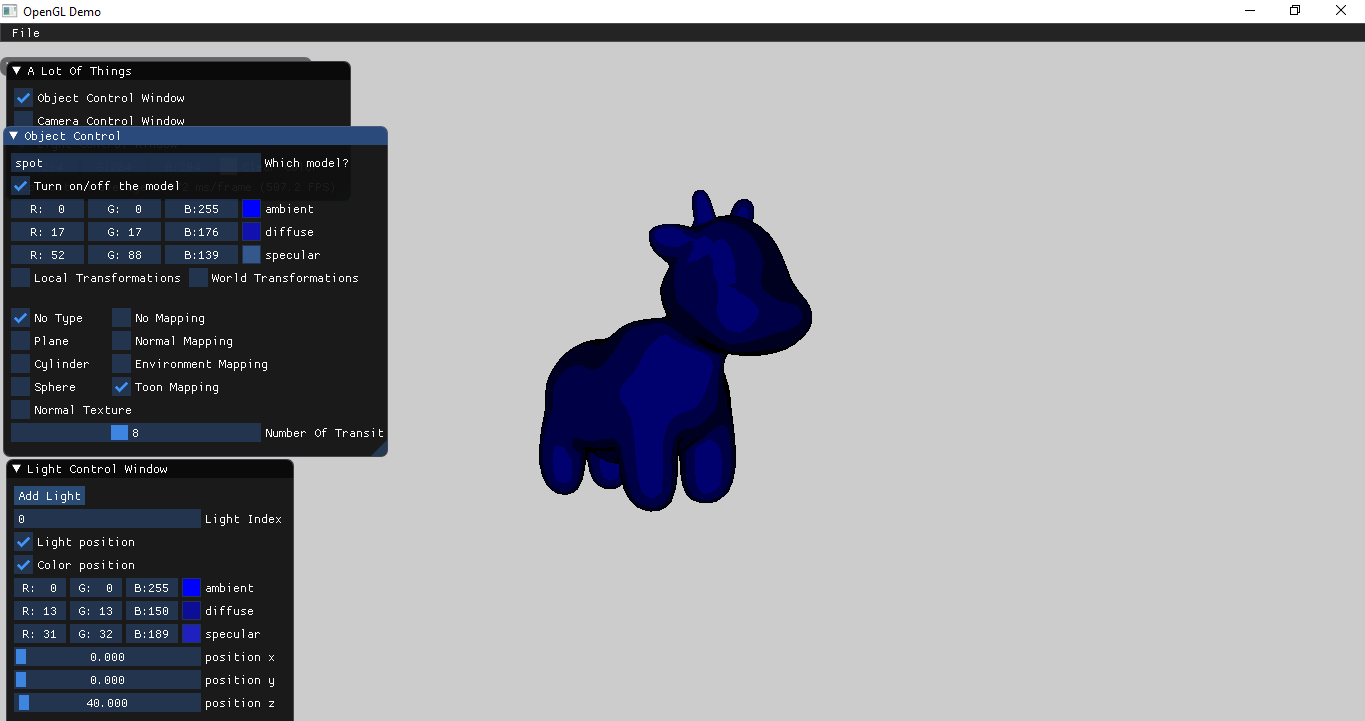 OpenGL Demo
File
A Lot Of Things
Object Control Window
Camera Control Window
Object Control
spot Which model?
Turn on/off the model ms/frame (507.2 FPS)
R: 0 G: 0 B:255 ambient
R: 17 G: 17 B:176 diffuse
R: 52 G: 88 B:139 specular
Local Transformations World Transformations
No Type No Mapping
Plane Normal Mapping
Cylinder Environment Mapping
Sphere Toon Mapping
Normal Texture
8 Number Of Transit
Light Control Window
Add Light
0 Light Index
Light position
Color position
R: 0 G: 0 B:255 ambient
R: 13 G: 13 B:150 diffuse
R: 31 G: 32 B:189 specular
0.000 position x
0.000 position y
40.000 position z